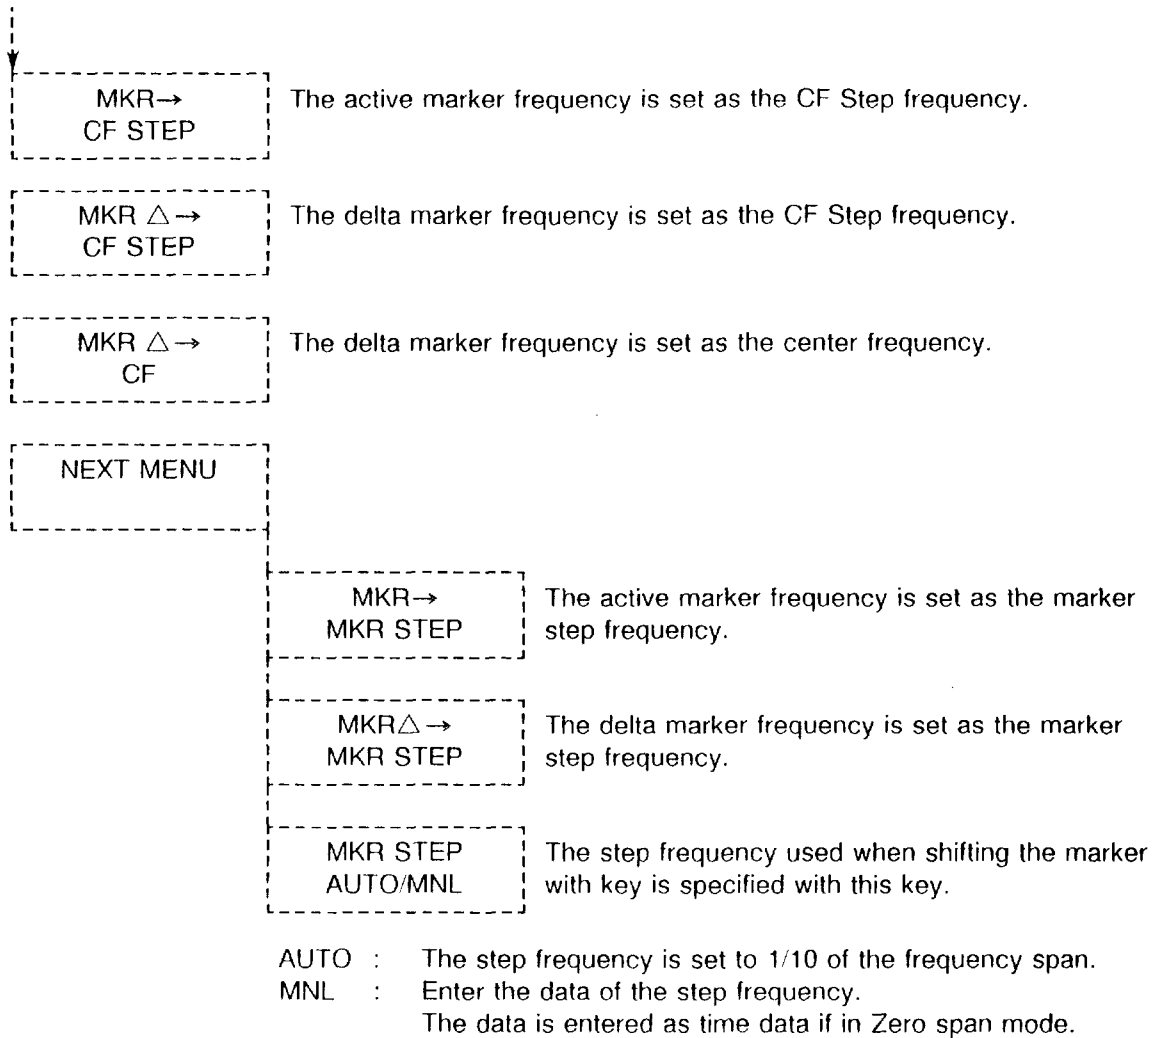 MKR→
CF STEP
The active marker frequency is set as the CF Step frequency.
MKR △→
CF STEP
The delta marker frequency is set as the CF Step frequency.
MKR △→
CF
The delta marker frequency is set as the center frequency.
NEXT MENU
MKR→
MKR STEP
The active marker frequency is set as the marker
step frequency.
MKR△→
MKR STEP
The delta marker frequency is set as the marker
step frequency.
MKR STEP
AUTO/MNL
The step frequency used when shifting the marker
with key is specified with this key.
AUTO : The step frequency is set to 1/10 of the frequency span.
MNL : Enter the data of the step frequency.
The data is entered as time data if in Zero span mode.